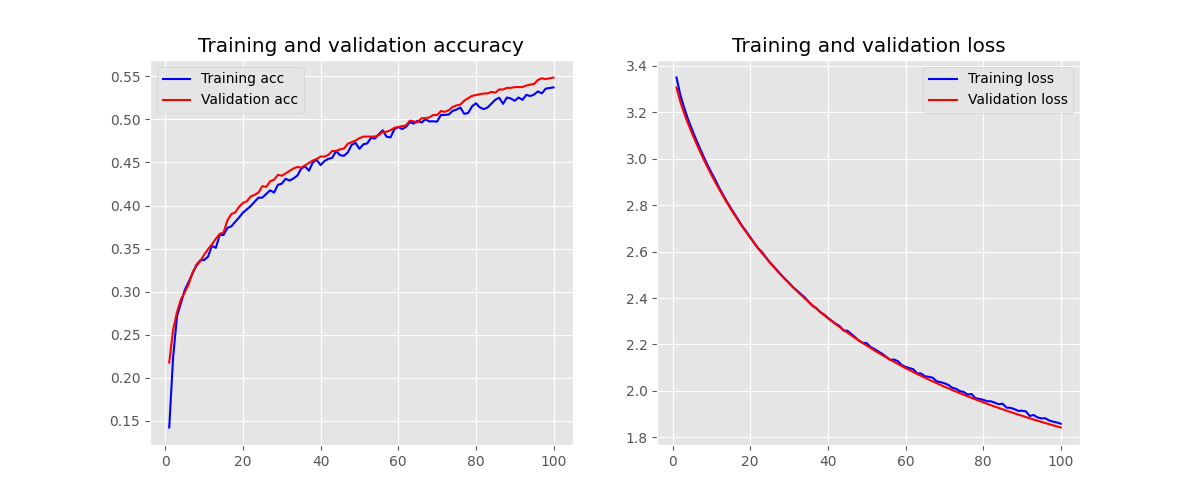 Training and validation accuracy
Training acc
Validation acc
0.55
0.50
0.45
0.40
0.35
0.30
0.25
0.20
0.15
0 20 40 60 80 100
Training and validation loss
Training loss
Validation loss
3.4
3.2
3.0
2.8
2.6
2.4
2.2
2.0
1.8
0 20 40 60 80 100